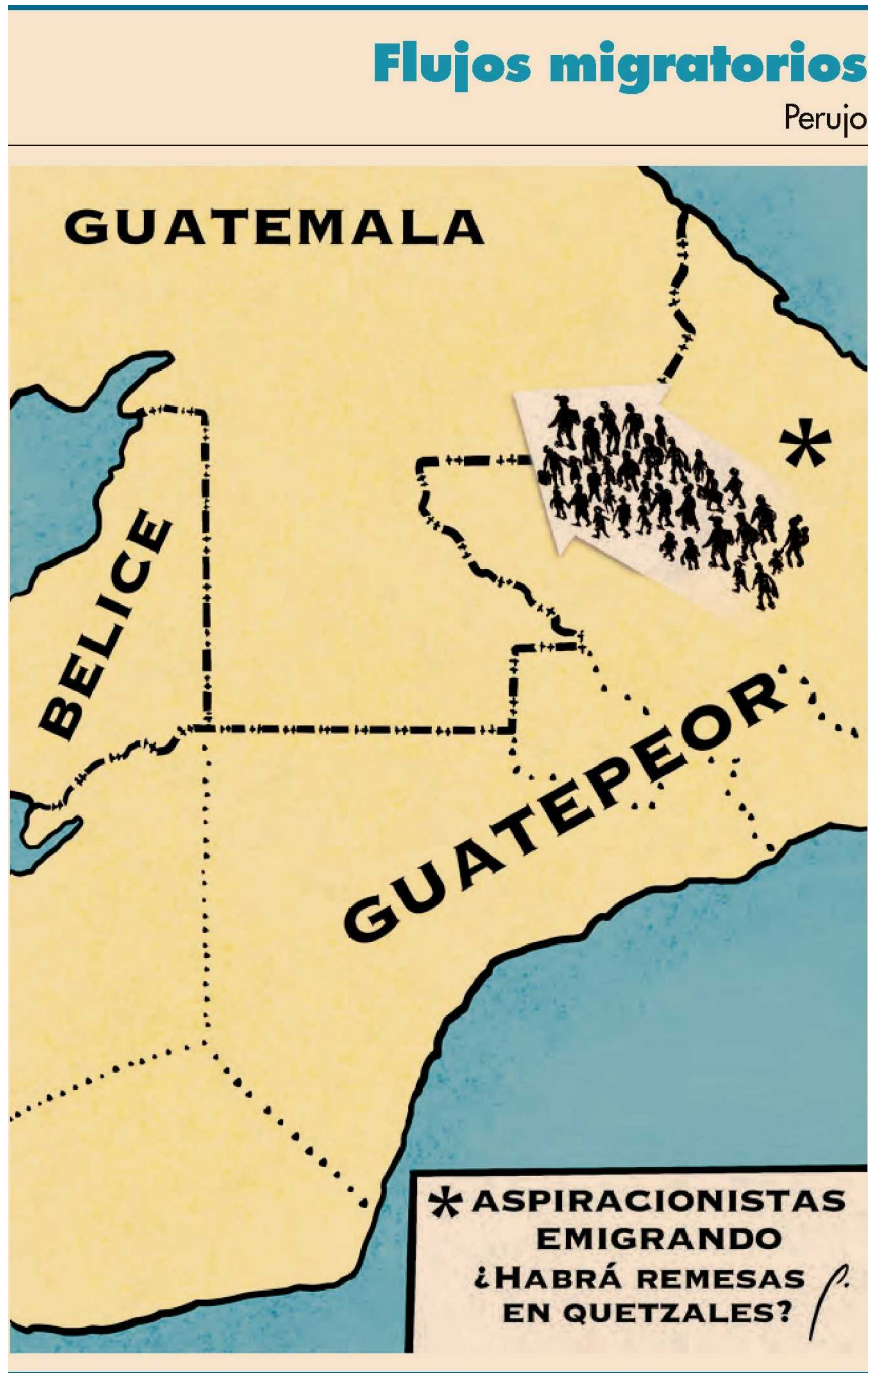 Flujos migratorios
Perujo
GUATEMALA
BELICE
GUATEPEOR
* ASPIRACIONISTAS
EMIGRANDO
¿HABRÁ REMESAS
EN QUETZALES?
P.